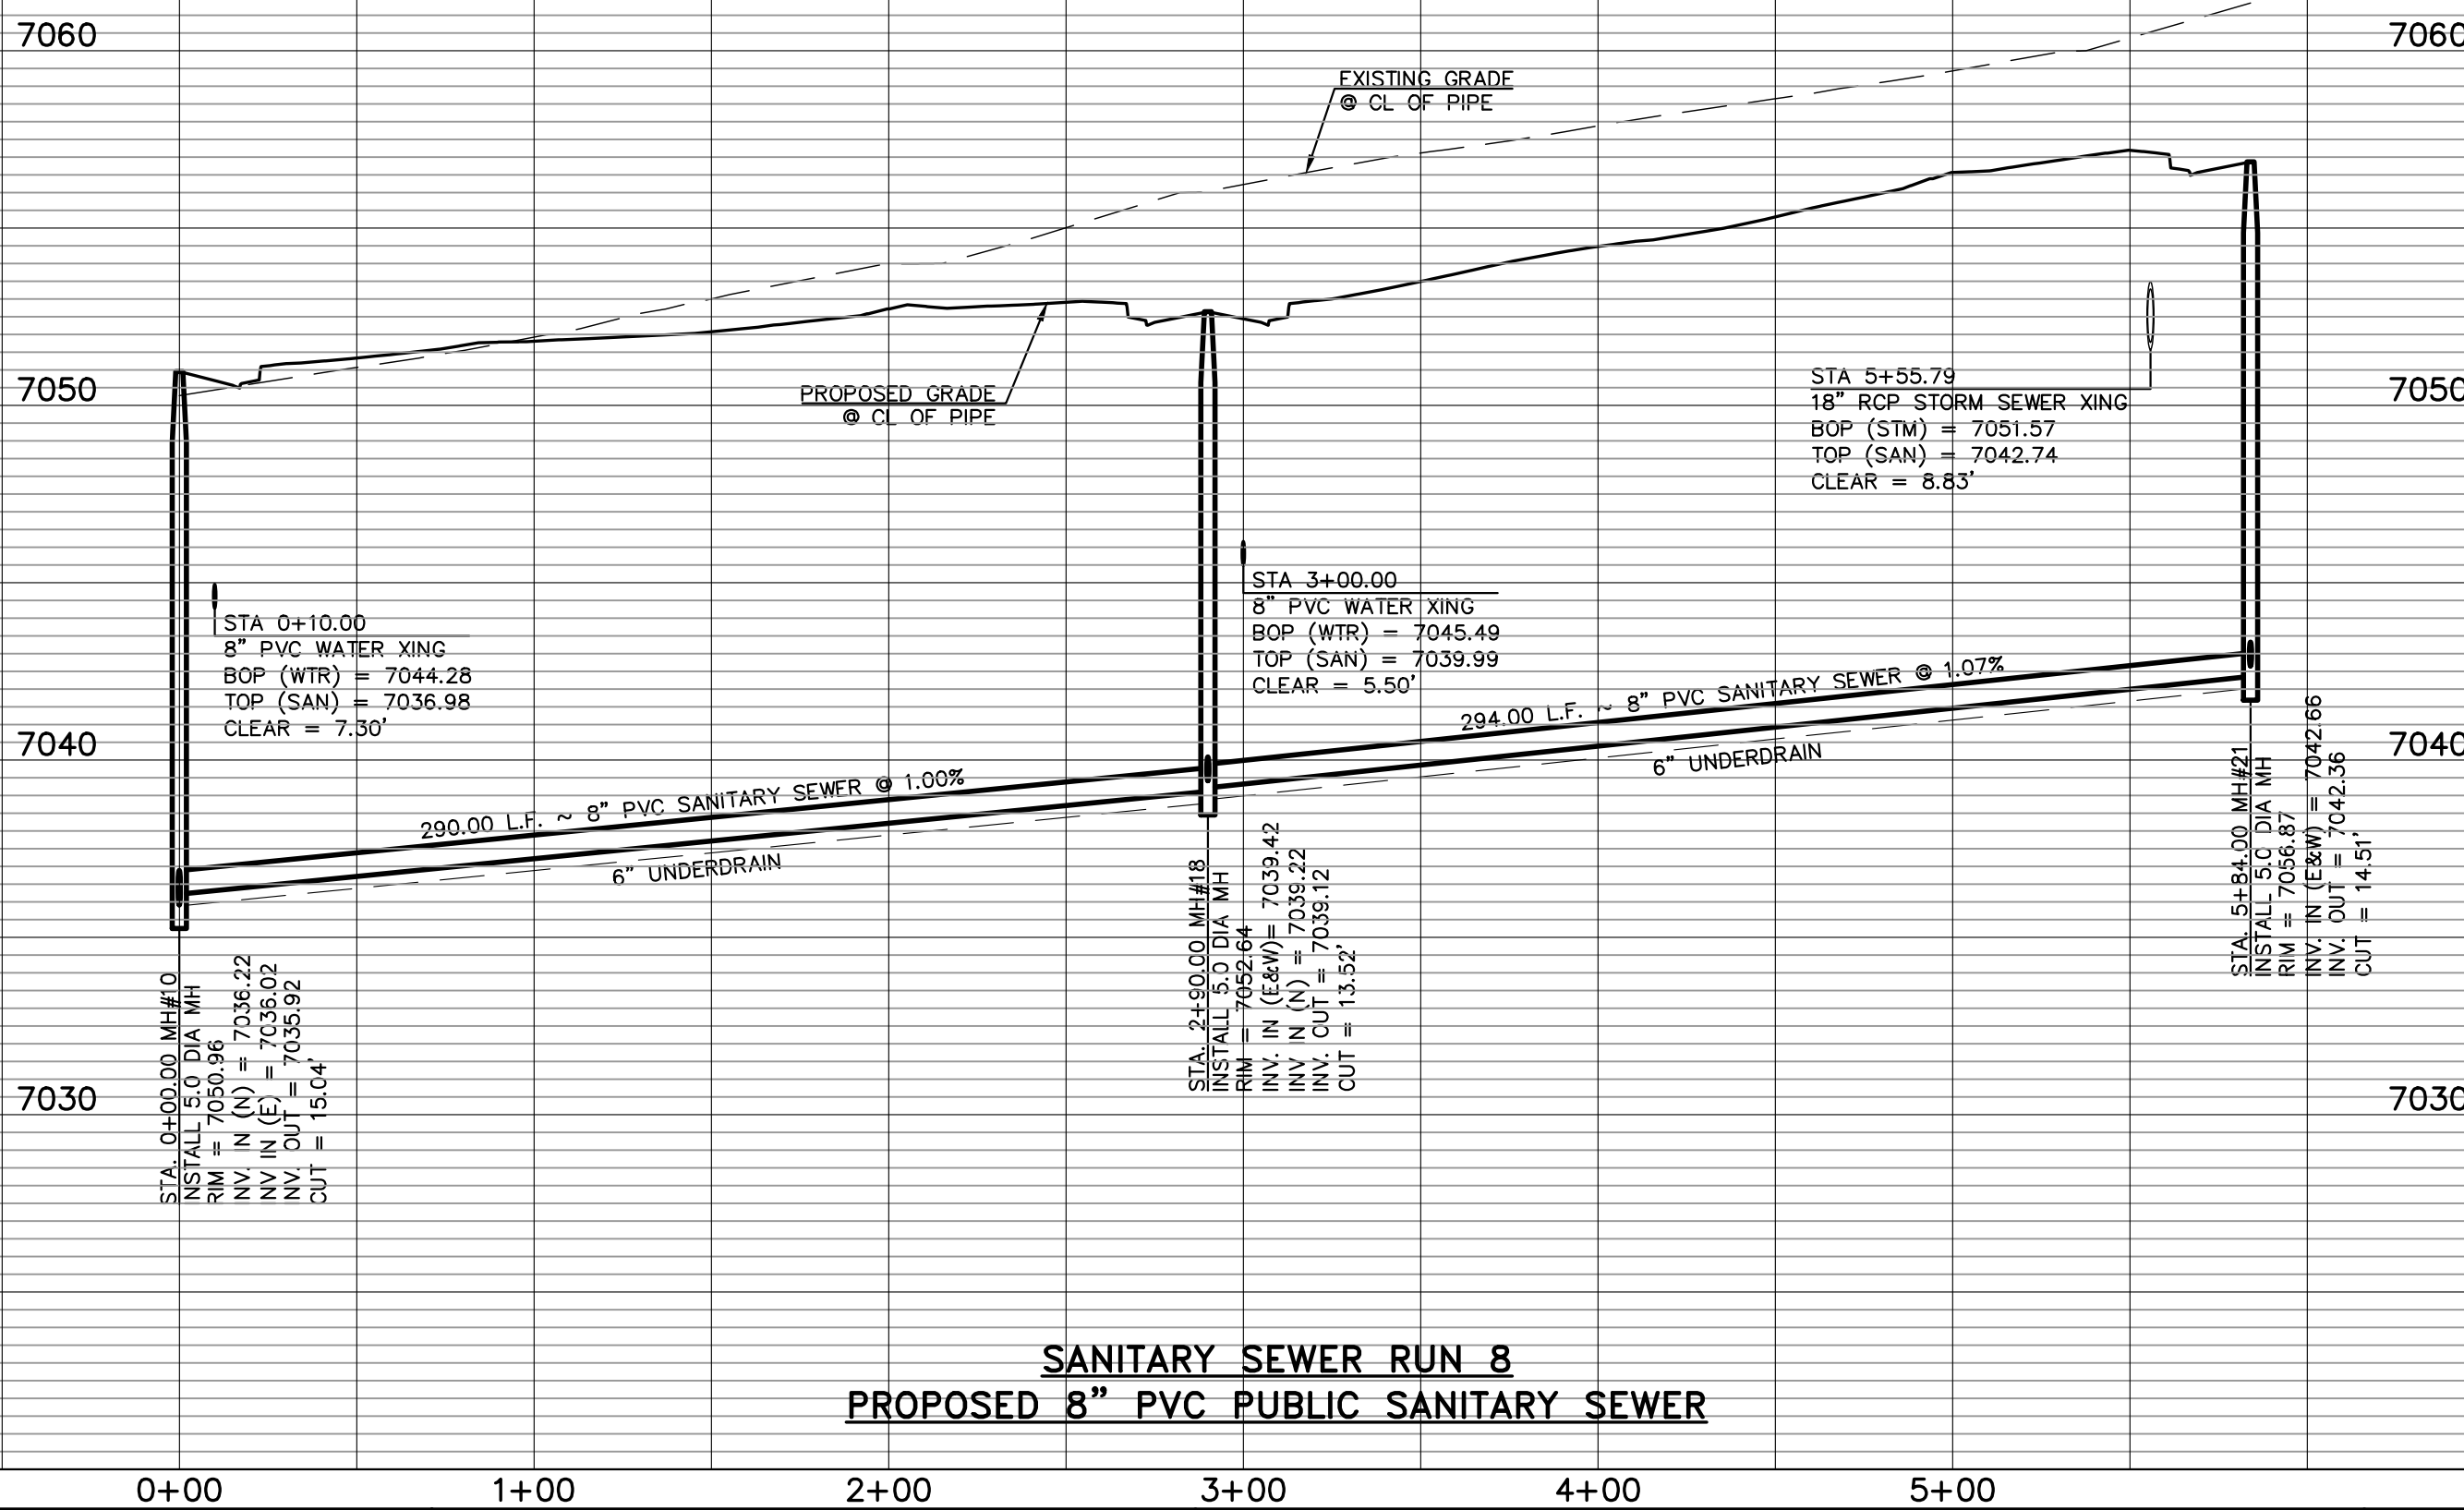 7060
7060
EXISTING GRADE
@ CL OF PIPE
7050
7050
PROPOSED GRADE
@ CL OF PIPE
STA 5+55.79
18" RCP STORM SEWER XING
BOP (STM) = 7051.57
TOP (SAN) = 7042.74
CLEAR = 8.83'
STA 0+10.00
8" PVC WATER XING
BOP (WTR) = 7044.28
TOP (SAN) = 7036.98
CLEAR = 7.30'
STA 3+00.00
8" PVC WATER XING
BOP (WTR) = 7045.49
TOP (SAN) = 7039.99
CLEAR = 5.50'
7040
7040
290.00 L.F. ~ 8" PVC SANITARY SEWER @ 1.00%
6" UNDERDRAIN
294.00 L.F. ~ 8" PVC SANITARY SEWER @ 1.07%
6" UNDERDRAIN
STA. 0+00.00 MH#10
NSTALL 5.0 DIA MH
RIM = 7050.96
NV. IN (N) = 7036.22
NV IN (E) = 7036.02
NV. OUT = 7035.92
CUT = 15.04'
STA. 2+90.00 MH#18
INSTALL 5.0 DIA MH
RIM = 7052.64
INV. IN (E&W)= 7039.42
INV IN (N) = 7039.22
INV. OUT = 7039.12
CUT = 13.52'
STA. 5+84.00 MH#21
INSTALL 5.0 DIA MH
RIM = 7056.87
INV. IN (E&W) = 7042.66
INV. OUT = 7042.36
CUT = 14.51'
7030
7030
SANITARY SEWER RUN 8
PROPOSED 8" PVC PUBLIC SANITARY SEWER
0+00
1+00
2+00
3+00
4+00
5+00